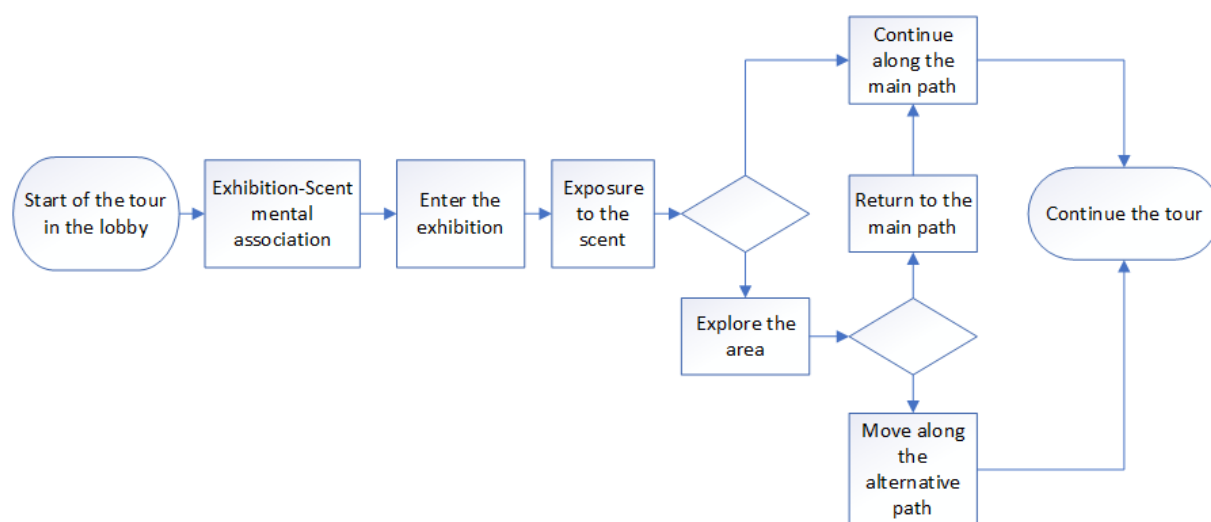 Start of the tour
in the lobby
Exhibition-Scent
mental
association
Enter the
exhibition
Exposure
to the
scent
Continue
along the
main path
Return to the
main path
Continue the tour
Explore the
area
Move along
the
alternative
path